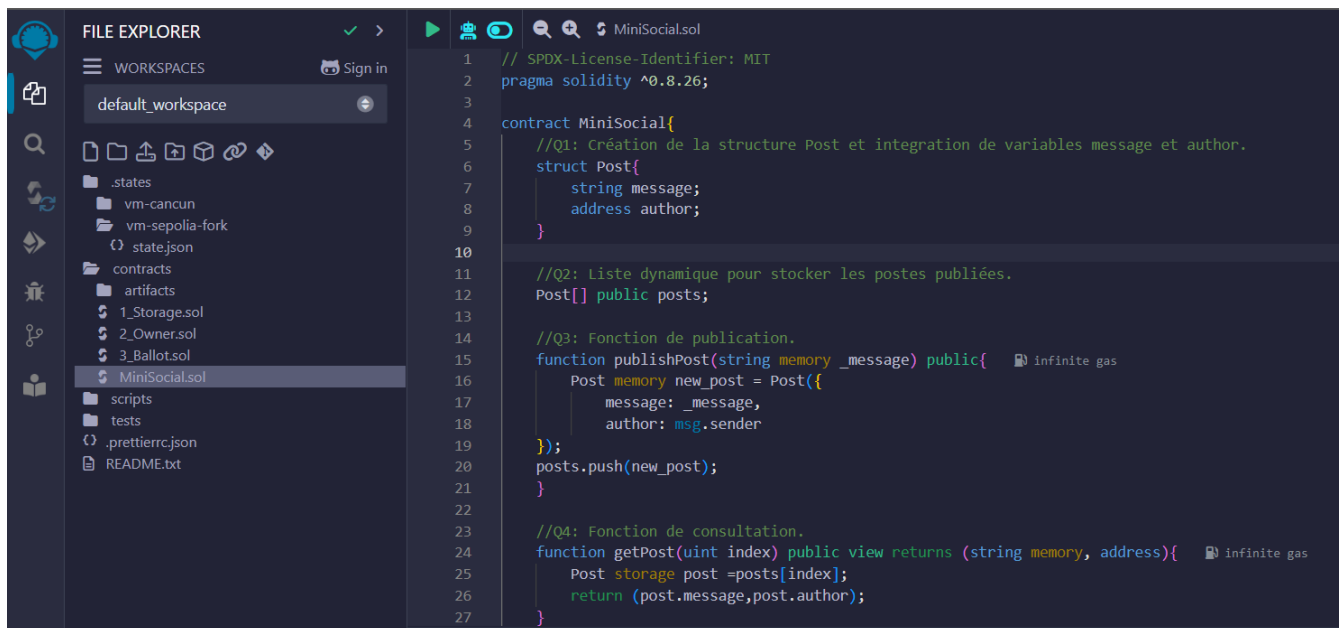 FILE EXPLORER
WORKSPACES
Sign in
default_workspace
.states
vm-cancun
vm-sepolia-fork
state.json
contracts
artifacts
1_Storage.sol
2_Owner.sol
3_Ballot.sol
MiniSocial.sol
scripts
tests
.prettierrc.json
README.txt
MiniSocial.sol
1 // SPDX-License-Identifier: MIT
2 pragma solidity ^0.8.26;
3
4 contract MiniSocial{
5 //Q1: Création de la structure Post et integration de variables message et author.
6 struct Post{
7 string message;
8 address author;
9 }
10
11 //Q2: Liste dynamique pour stocker les postes publiées.
12 Post[] public posts;
13
14 //Q3: Fonction de publication.
15 function publishPost(string memory _message) public{ infinite gas
16 Post memory new_post = Post({
17 message: _message,
18 author: msg.sender
19 });
20 posts.push(new_post);
21 }
22
23 //Q4: Fonction de consultation.
24 function getPost(uint index) public view returns (string memory, address){ infinite gas
25 Post storage post =posts[index];
26 return (post.message,post.author);
27 }